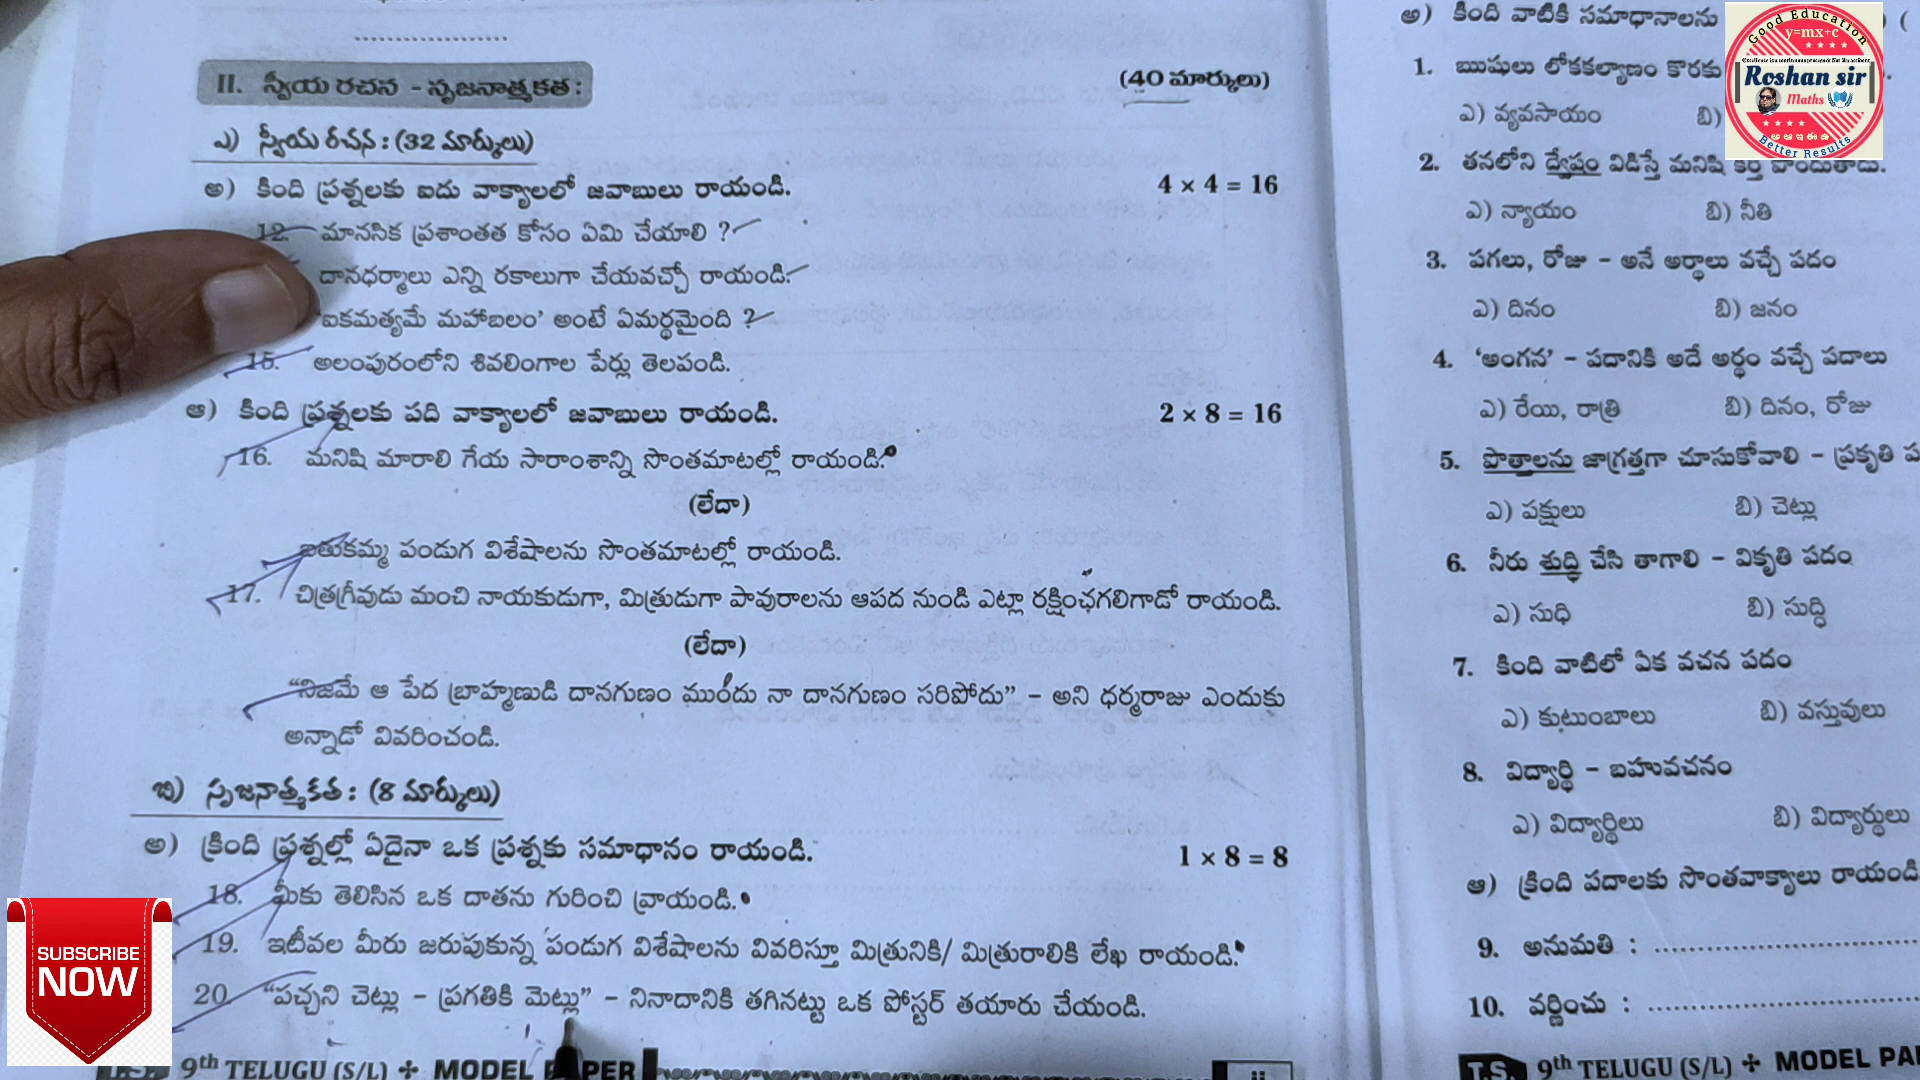 II. స్వీయ రచన - సృజనాత్మకత :
(40 మార్కులు)
ఎ) స్వీయ రచన : (32 మార్కులు)
అ) కింది ప్రశ్నలకు ఐదు వాక్యాలలో జవాబులు రాయండి.
4 × 4 = 16
12. మానసిక ప్రశాంతత కోసం ఏమి చేయాలి ?
దానధర్మాలు ఎన్ని రకాలుగా చేయవచ్చో రాయండి.
'ఐకమత్యమే మహాబలం' అంటే ఏమర్థమైంది ?
15. అలంపురంలోని శివలింగాల పేర్లు తెలపండి.
ఆ) కింది ప్రశ్నలకు పది వాక్యాలలో జవాబులు రాయండి.
2 × 8 = 16
16. మనిషి మారాలి గేయ సారాంశాన్ని సొంతమాటల్లో రాయండి.
(లేదా)
బతుకమ్మ పండుగ విశేషాలను సొంతమాటల్లో రాయండి.
17. చిత్రగ్రీవుడు మంచి నాయకుడుగా, మిత్రుడుగా పావురాలను ఆపద నుండి ఎట్లా రక్షించగలిగాడో రాయండి.
(లేదా)
"నిజమే ఆ పేద బ్రాహ్మణుడి దానగుణం ముందు నా దానగుణం సరిపోదు" - అని ధర్మరాజు ఎందుకు
అన్నాడో వివరించండి.
బి) సృజనాత్మకత : (8 మార్కులు)
అ) క్రింది ప్రశ్నల్లో ఏదైనా ఒక ప్రశ్నకు సమాధానం రాయండి.
1 × 8 = 8
18. మీకు తెలిసిన ఒక దాతను గురించి వ్రాయండి.
19. ఇటీవల మీరు జరుపుకున్న పండుగ విశేషాలను వివరిస్తూ మిత్రునికి/ మిత్రురాలికి లేఖ రాయండి.
20. "పచ్చని చెట్లు - ప్రగతికి మెట్లు" - నినాదానికి తగినట్టు ఒక పోస్టర్ తయారు చేయండి.
T.S. 9th TELUGU (S/L) ✣ MODEL PAPER
ii
అ) కింది వాటికి సమాధానాలను
1. ఋషులు లోకకల్యాణం కొరకు
ఎ) వ్యవసాయం బి)
2. తనలోని ద్వేషం విడిస్తే మనిషి కీర్తి పొందుతాడు.
ఎ) న్యాయం బి) నీతి
3. పగలు, రోజు - అనే అర్థాలు వచ్చే పదం
ఎ) దినం బి) జనం
4. 'అంగన' - పదానికి అదే అర్థం వచ్చే పదాలు
ఎ) రేయి, రాత్రి బి) దినం, రోజు
5. పొత్తాలను జాగ్రత్తగా చూసుకోవాలి - ప్రకృతి
ఎ) పక్షులు బి) చెట్లు
6. నీరు శుద్ధి చేసి తాగాలి - వికృతి పదం
ఎ) సుధి బి) సుద్ధి
7. కింది వాటిలో ఏక వచన పదం
ఎ) కుటుంబాలు బి) వస్తువులు
8. విద్యార్థి - బహువచనం
ఎ) విద్యార్థిలు బి) విద్యార్థులు
ఆ) క్రింది పదాలకు సొంతవాక్యాలు రాయండి.
9. అనుమతి : ..........
10. వర్ణించు : ..........
T.S. 9th TELUGU (S/L) ✣ MODEL PA
Good Education
y=mx+c
Roshan sir
Maths
అ ఆ ఇ ఈ ఉ
Better Results
SUBSCRIBE
NOW